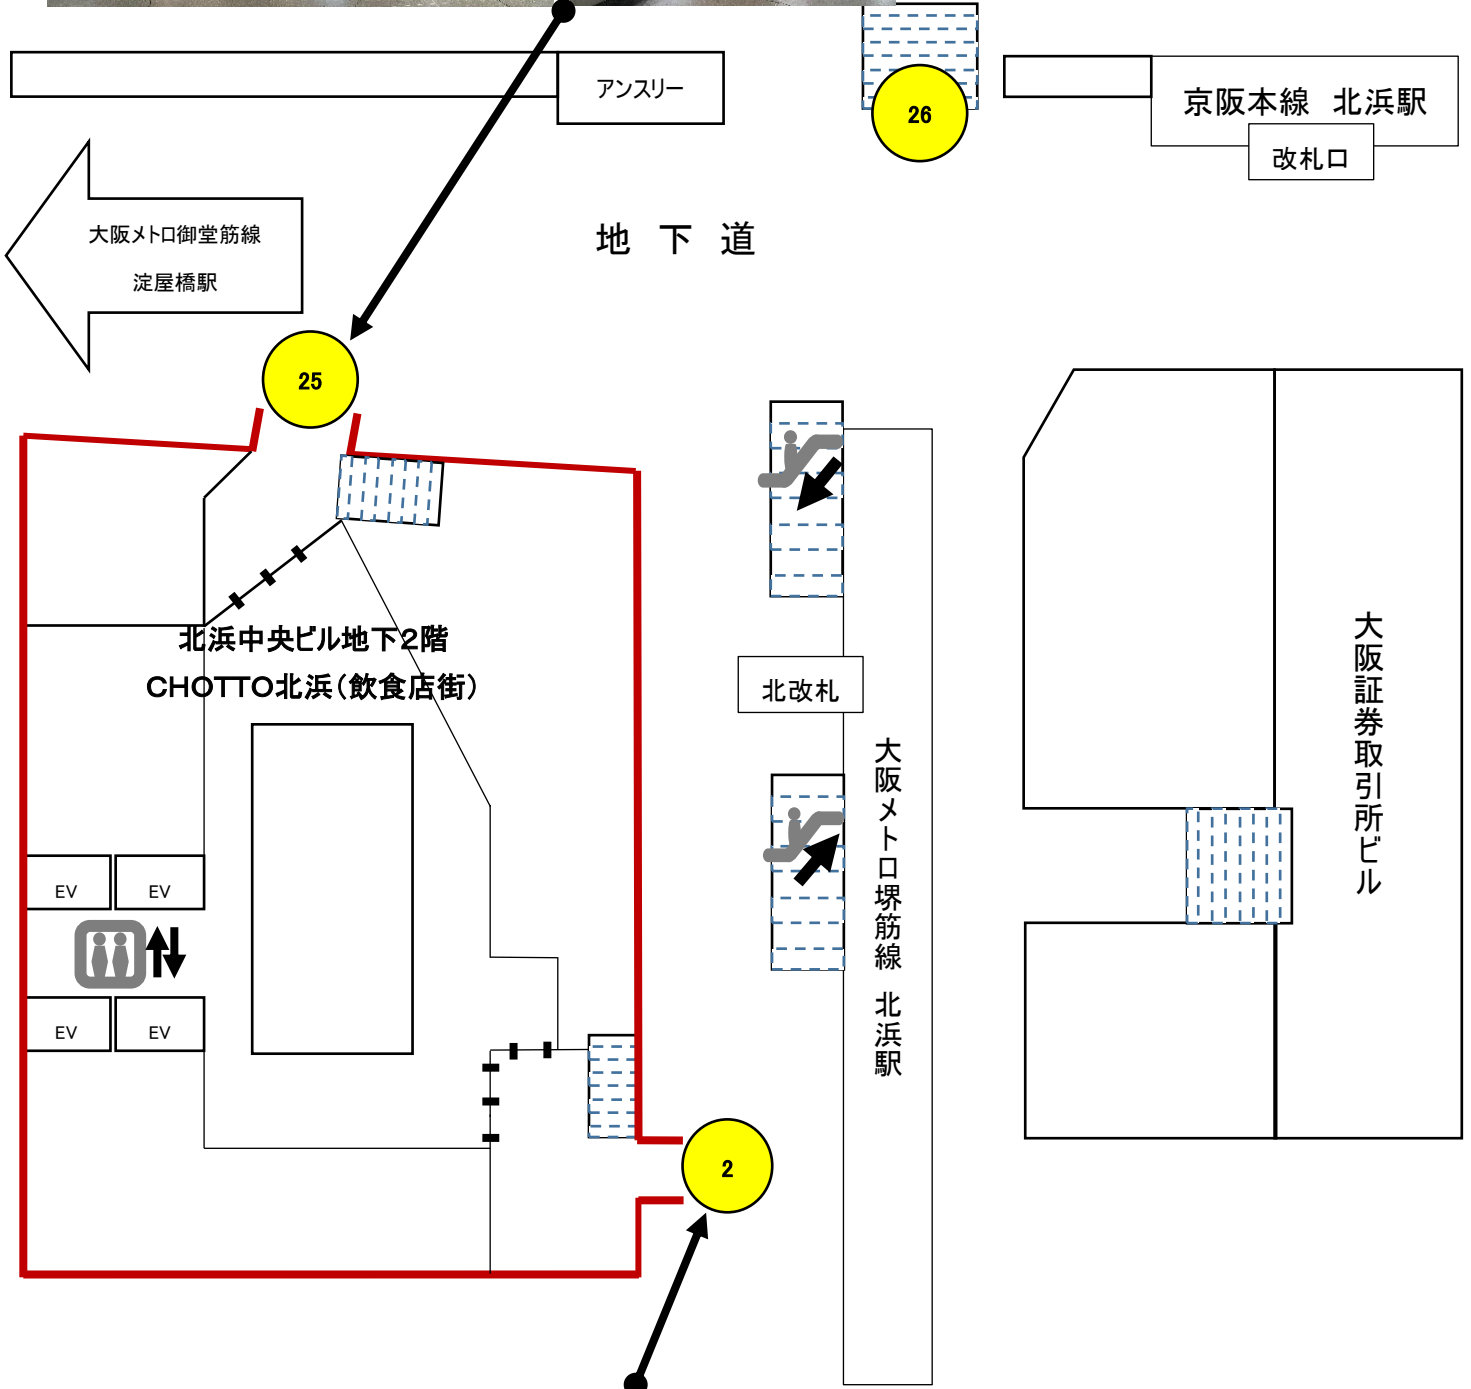 アンスリー
26
京阪本線 北浜駅
改札口
大阪メトロ御堂筋線
淀屋橋駅
地 下 道
25
北浜中央ビル地下2階
CHOTTO北浜(飲食店街)
北改札
大阪メトロ堺筋線 北浜駅
大阪証券取引所ビル
EV
EV
EV
EV
2